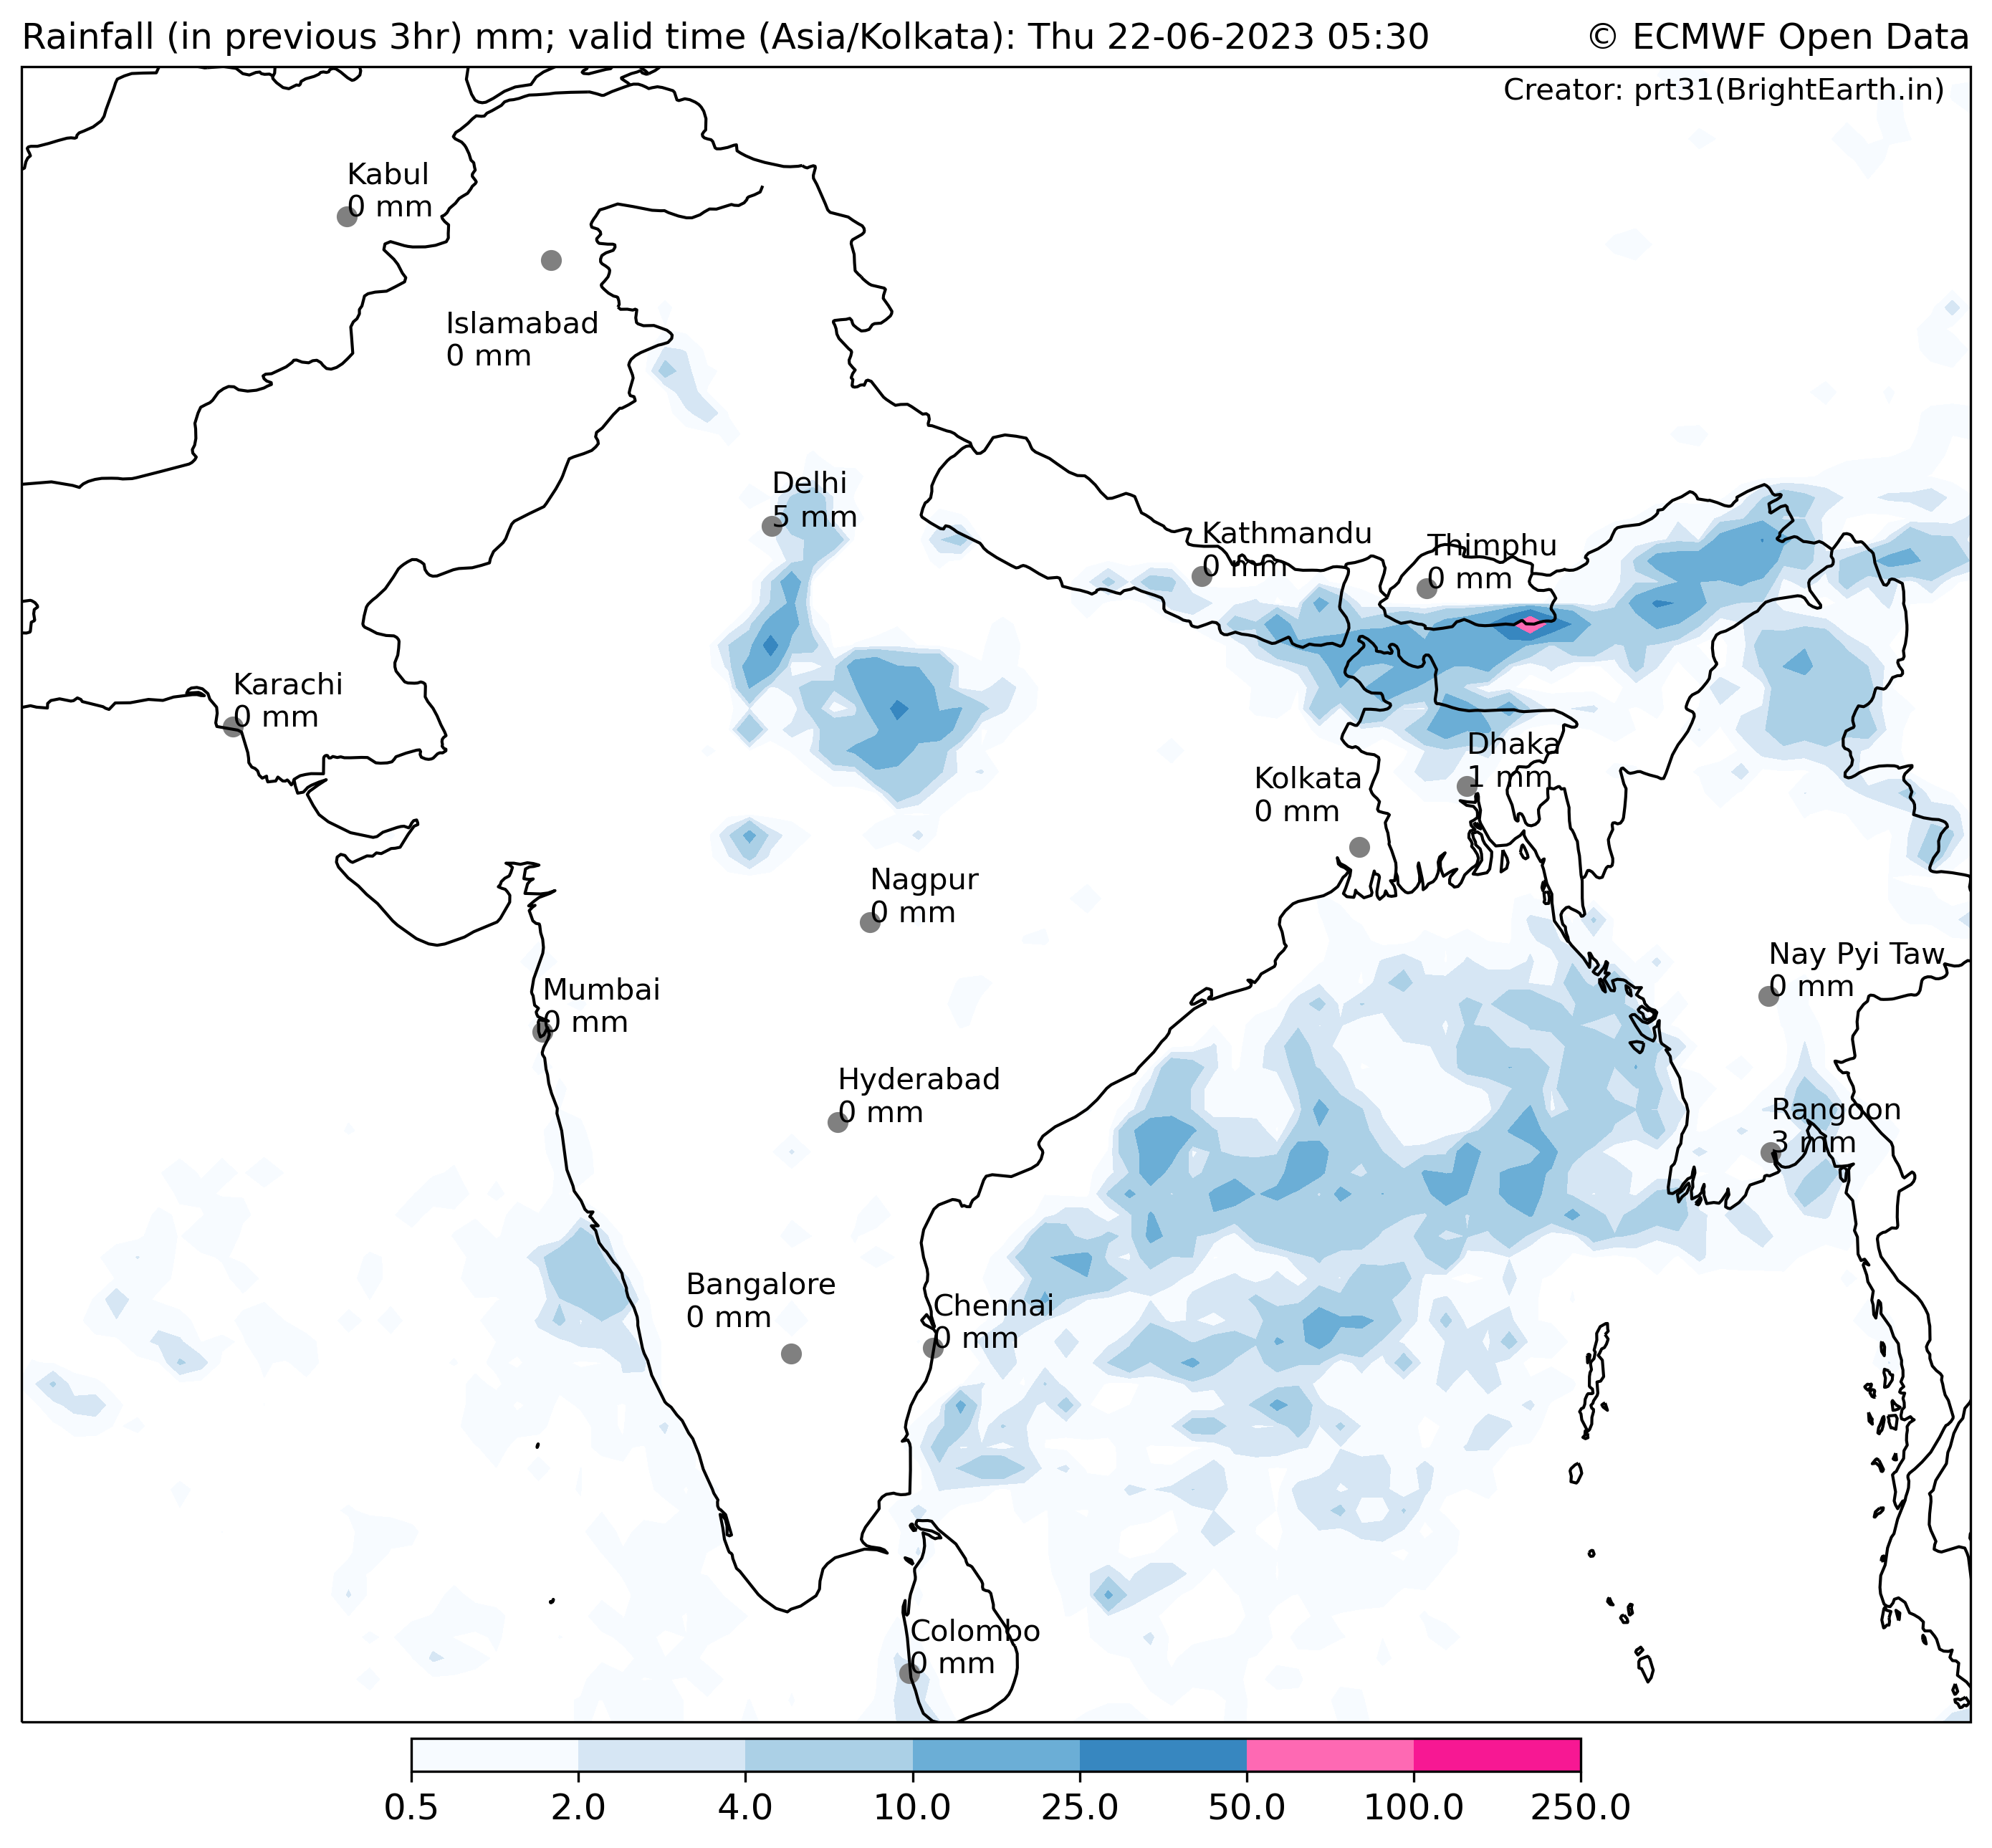 Rainfall (in previous 3hr) mm; valid time (Asia/Kolkata): Thu 22-06-2023 05:30
© ECMWF Open Data
Creator: prt31(BrightEarth.in)
Kabul
0 mm
Islamabad
0 mm
Delhi
5 mm
Kathmandu
0 mm
Thimphu
0 mm
Karachi
0 mm
Dhaka
1 mm
Kolkata
0 mm
Nagpur
0 mm
Nay Pyi Taw
0 mm
Mumbai
0 mm
Hyderabad
0 mm
Rangoon
3 mm
Bangalore
0 mm
Chennai
0 mm
Colombo
0 mm
0.5 2.0 4.0 10.0 25.0 50.0 100.0 250.0